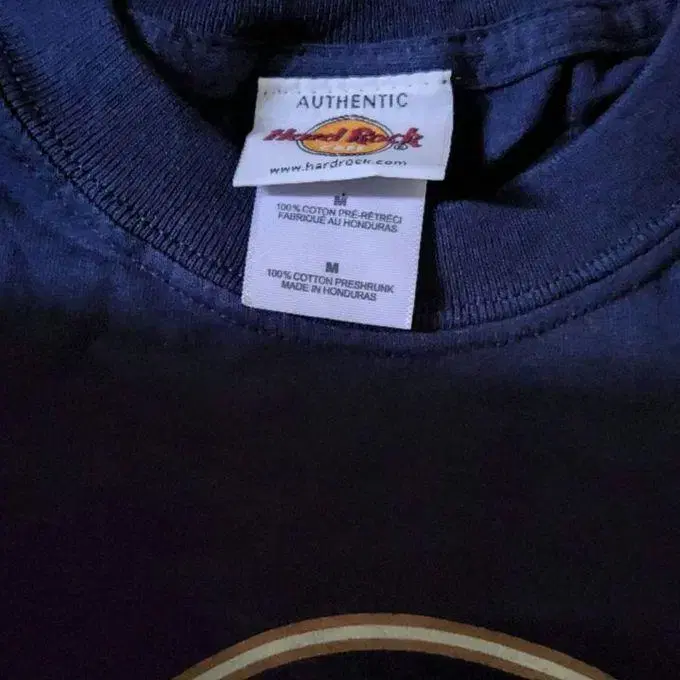 AUTHENTIC
Hard Rock
CAFE
®
www.hardrock.com
M
100% COTON PRÉ-RÉTRÉCI
FABRIQUÉ AU HONDURAS
M
100% COTTON PRESHRUNK
MADE IN HONDURAS